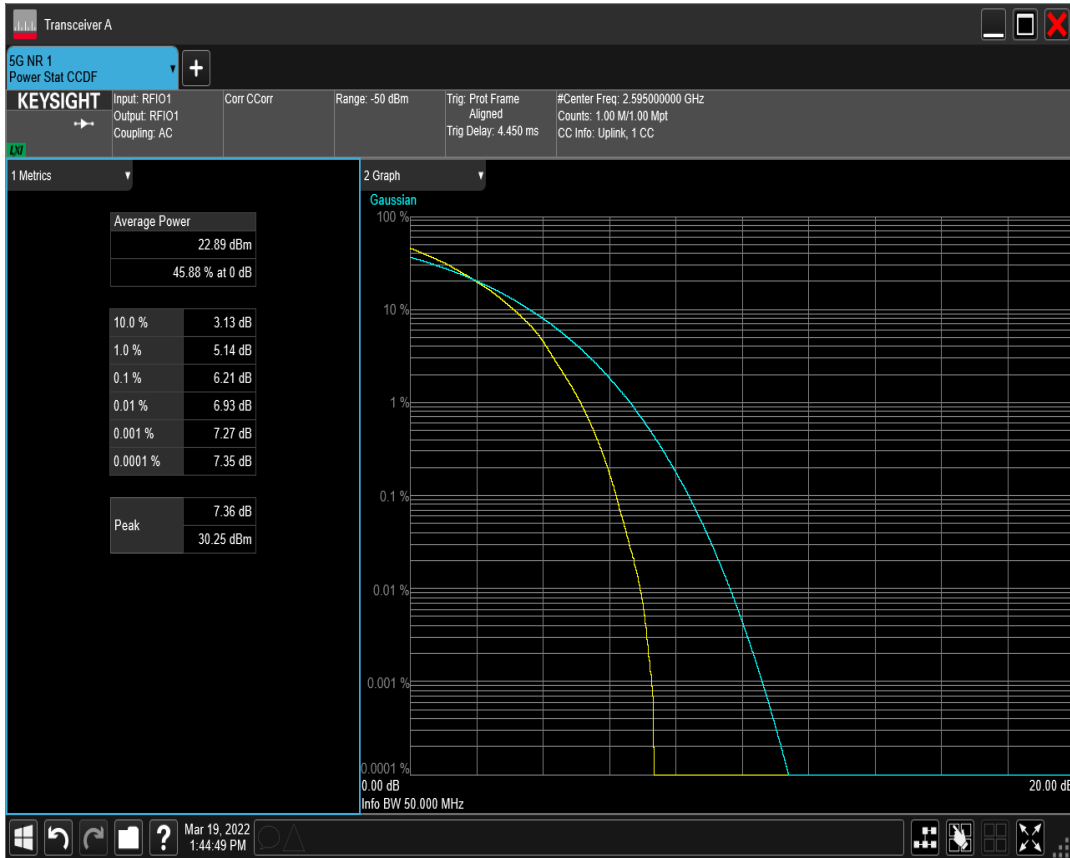 Transceiver A
5G NR 1
Power Stat CCDF
+
KEYSIGHT
LXI
Input: RFIO1
Output: RFIO1
Coupling: AC
Corr CCorr
Range: -50 dBm
Trig: Prot Frame
Aligned
Trig Delay: 4.450 ms
#Center Freq: 2.595000000 GHz
Counts: 1.00 M/1.00 Mpt
CC Info: Uplink, 1 CC
1 Metrics
Average Power
22.89 dBm
45.88 % at 0 dB
10.0 % 3.13 dB
1.0 % 5.14 dB
0.1 % 6.21 dB
0.01 % 6.93 dB
0.001 % 7.27 dB
0.0001 % 7.35 dB
Peak
7.36 dB
30.25 dBm
2 Graph
Gaussian
100 %
10 %
1 %
0.1 %
0.01 %
0.001 %
0.0001 %
0.00 dB 20.00 dB
Info BW 50.000 MHz
?
Mar 19, 2022
1:44:49 PM